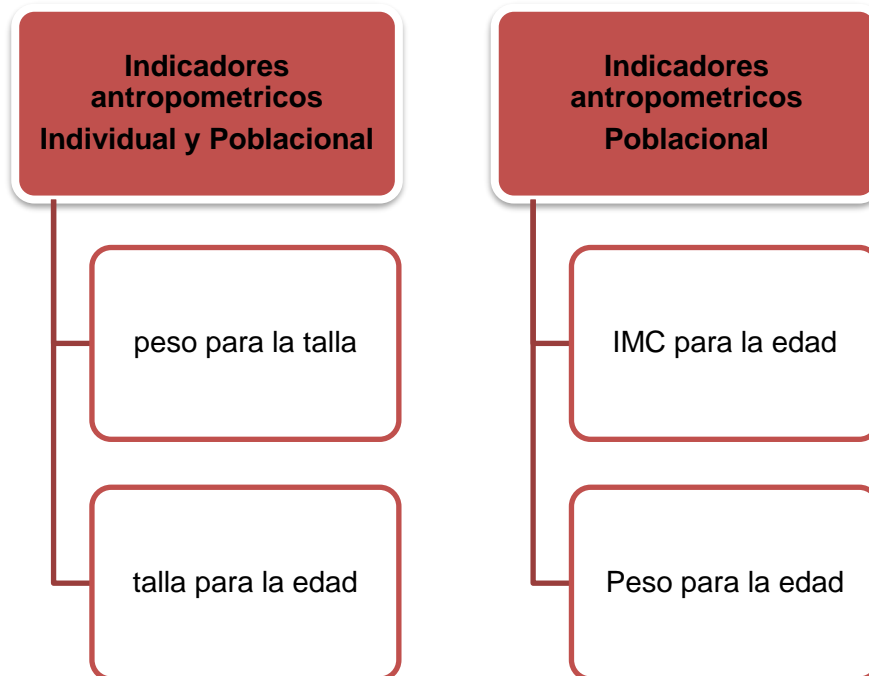 Indicadores
antropometricos
Individual y Poblacional
peso para la talla
talla para la edad
Indicadores
antropometricos
Poblacional
IMC para la edad
Peso para la edad